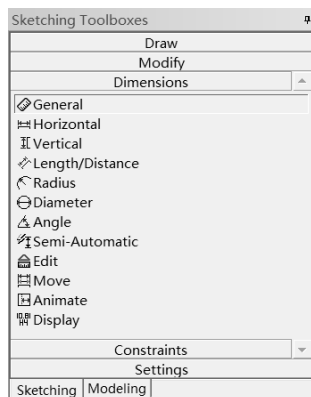 Sketching Toolboxes
Draw
Modify
Dimensions
General
Horizontal
Vertical
Length/Distance
Radius
Diameter
Angle
Semi-Automatic
Edit
Move
Animate
Display
Constraints
Settings
Sketching Modeling